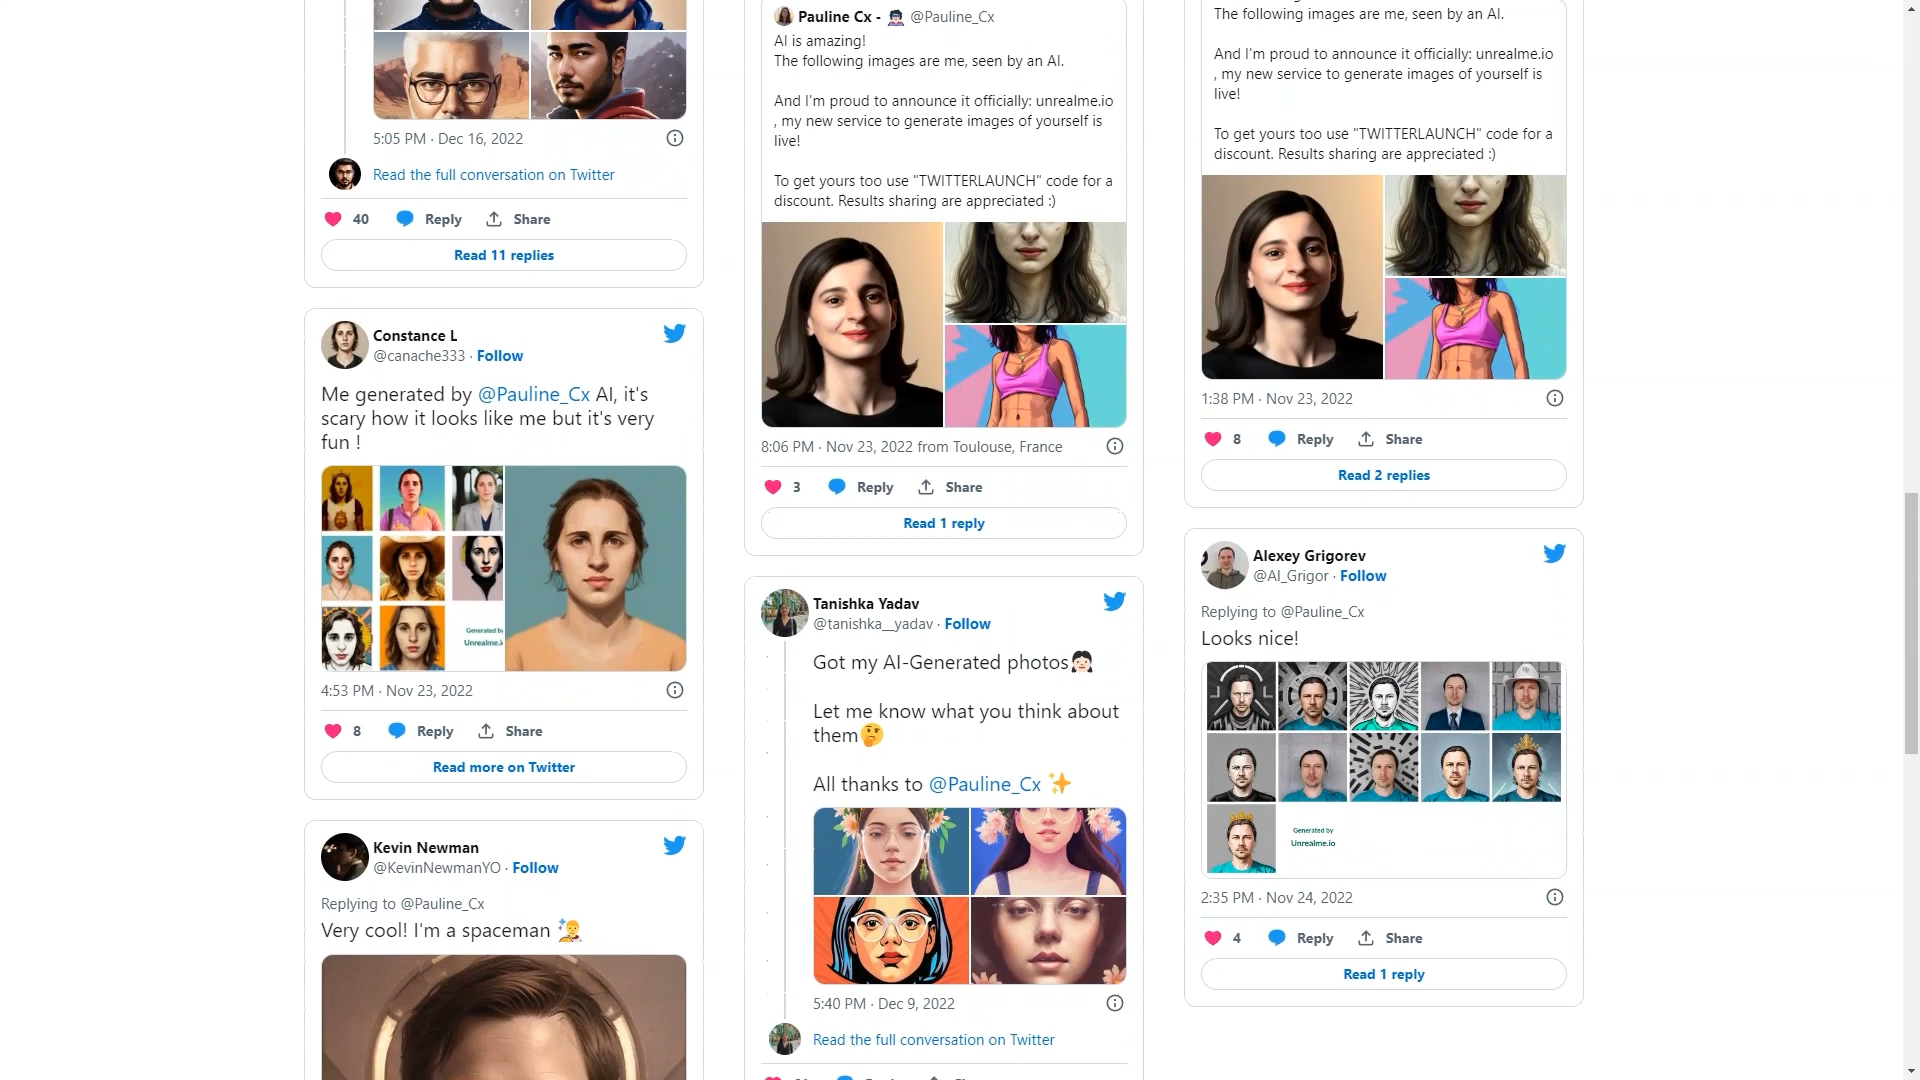 5:05 PM · Dec 16, 2022
Read the full conversation on Twitter
40 Reply Share
Read 11 replies
Constance L
@canache333 · Follow
Me generated by @Pauline_Cx AI, it's
scary how it looks like me but it's very
fun !
Generated by
Unrealme.i
4:53 PM · Nov 23, 2022
8 Reply Share
Read more on Twitter
Kevin Newman
@KevinNewmanYO · Follow
Replying to @Pauline_Cx
Very cool! I'm a spaceman 🧑‍🚀
Pauline Cx - @Pauline_Cx
AI is amazing!
The following images are me, seen by an AI.
And I'm proud to announce it officially: unrealme.io
, my new service to generate images of yourself is
live!
To get yours too use "TWITTERLAUNCH" code for a
discount. Results sharing are appreciated :)
8:06 PM · Nov 23, 2022 from Toulouse, France
3 Reply Share
Read 1 reply
Tanishka Yadav
@tanishka__yadav · Follow
Got my AI-Generated photos👧🏻
Let me know what you think about
them🤔
All thanks to @Pauline_Cx ✨
5:40 PM · Dec 9, 2022
Read the full conversation on Twitter
The following images are me, seen by an AI.
And I'm proud to announce it officially: unrealme.io
, my new service to generate images of yourself is
live!
To get yours too use "TWITTERLAUNCH" code for a
discount. Results sharing are appreciated :)
1:38 PM · Nov 23, 2022
8 Reply Share
Read 2 replies
Alexey Grigorev
@Al_Grigor · Follow
Replying to @Pauline_Cx
Looks nice!
Generated by
Unrealme.io
2:35 PM · Nov 24, 2022
4 Reply Share
Read 1 reply